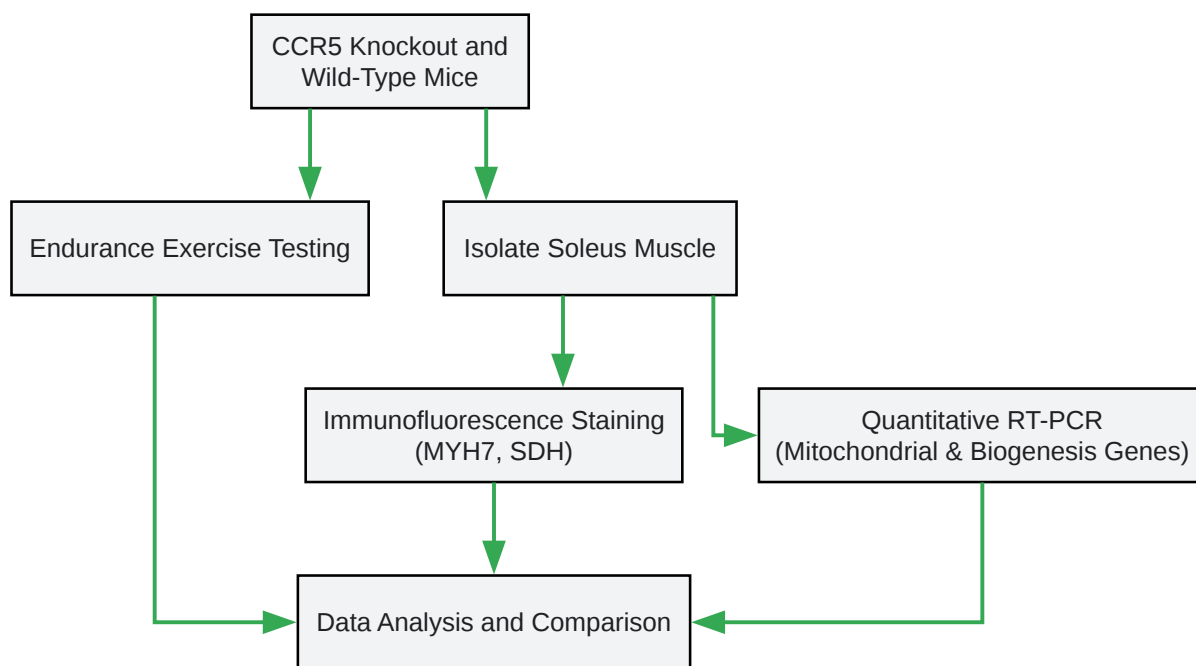 CCR5 Knockout and
Wild-Type Mice
Endurance Exercise Testing
Isolate Soleus Muscle
Immunofluorescence Staining
(MYH7, SDH)
Quantitative RT-PCR
(Mitochondrial & Biogenesis Genes)
Data Analysis and Comparison